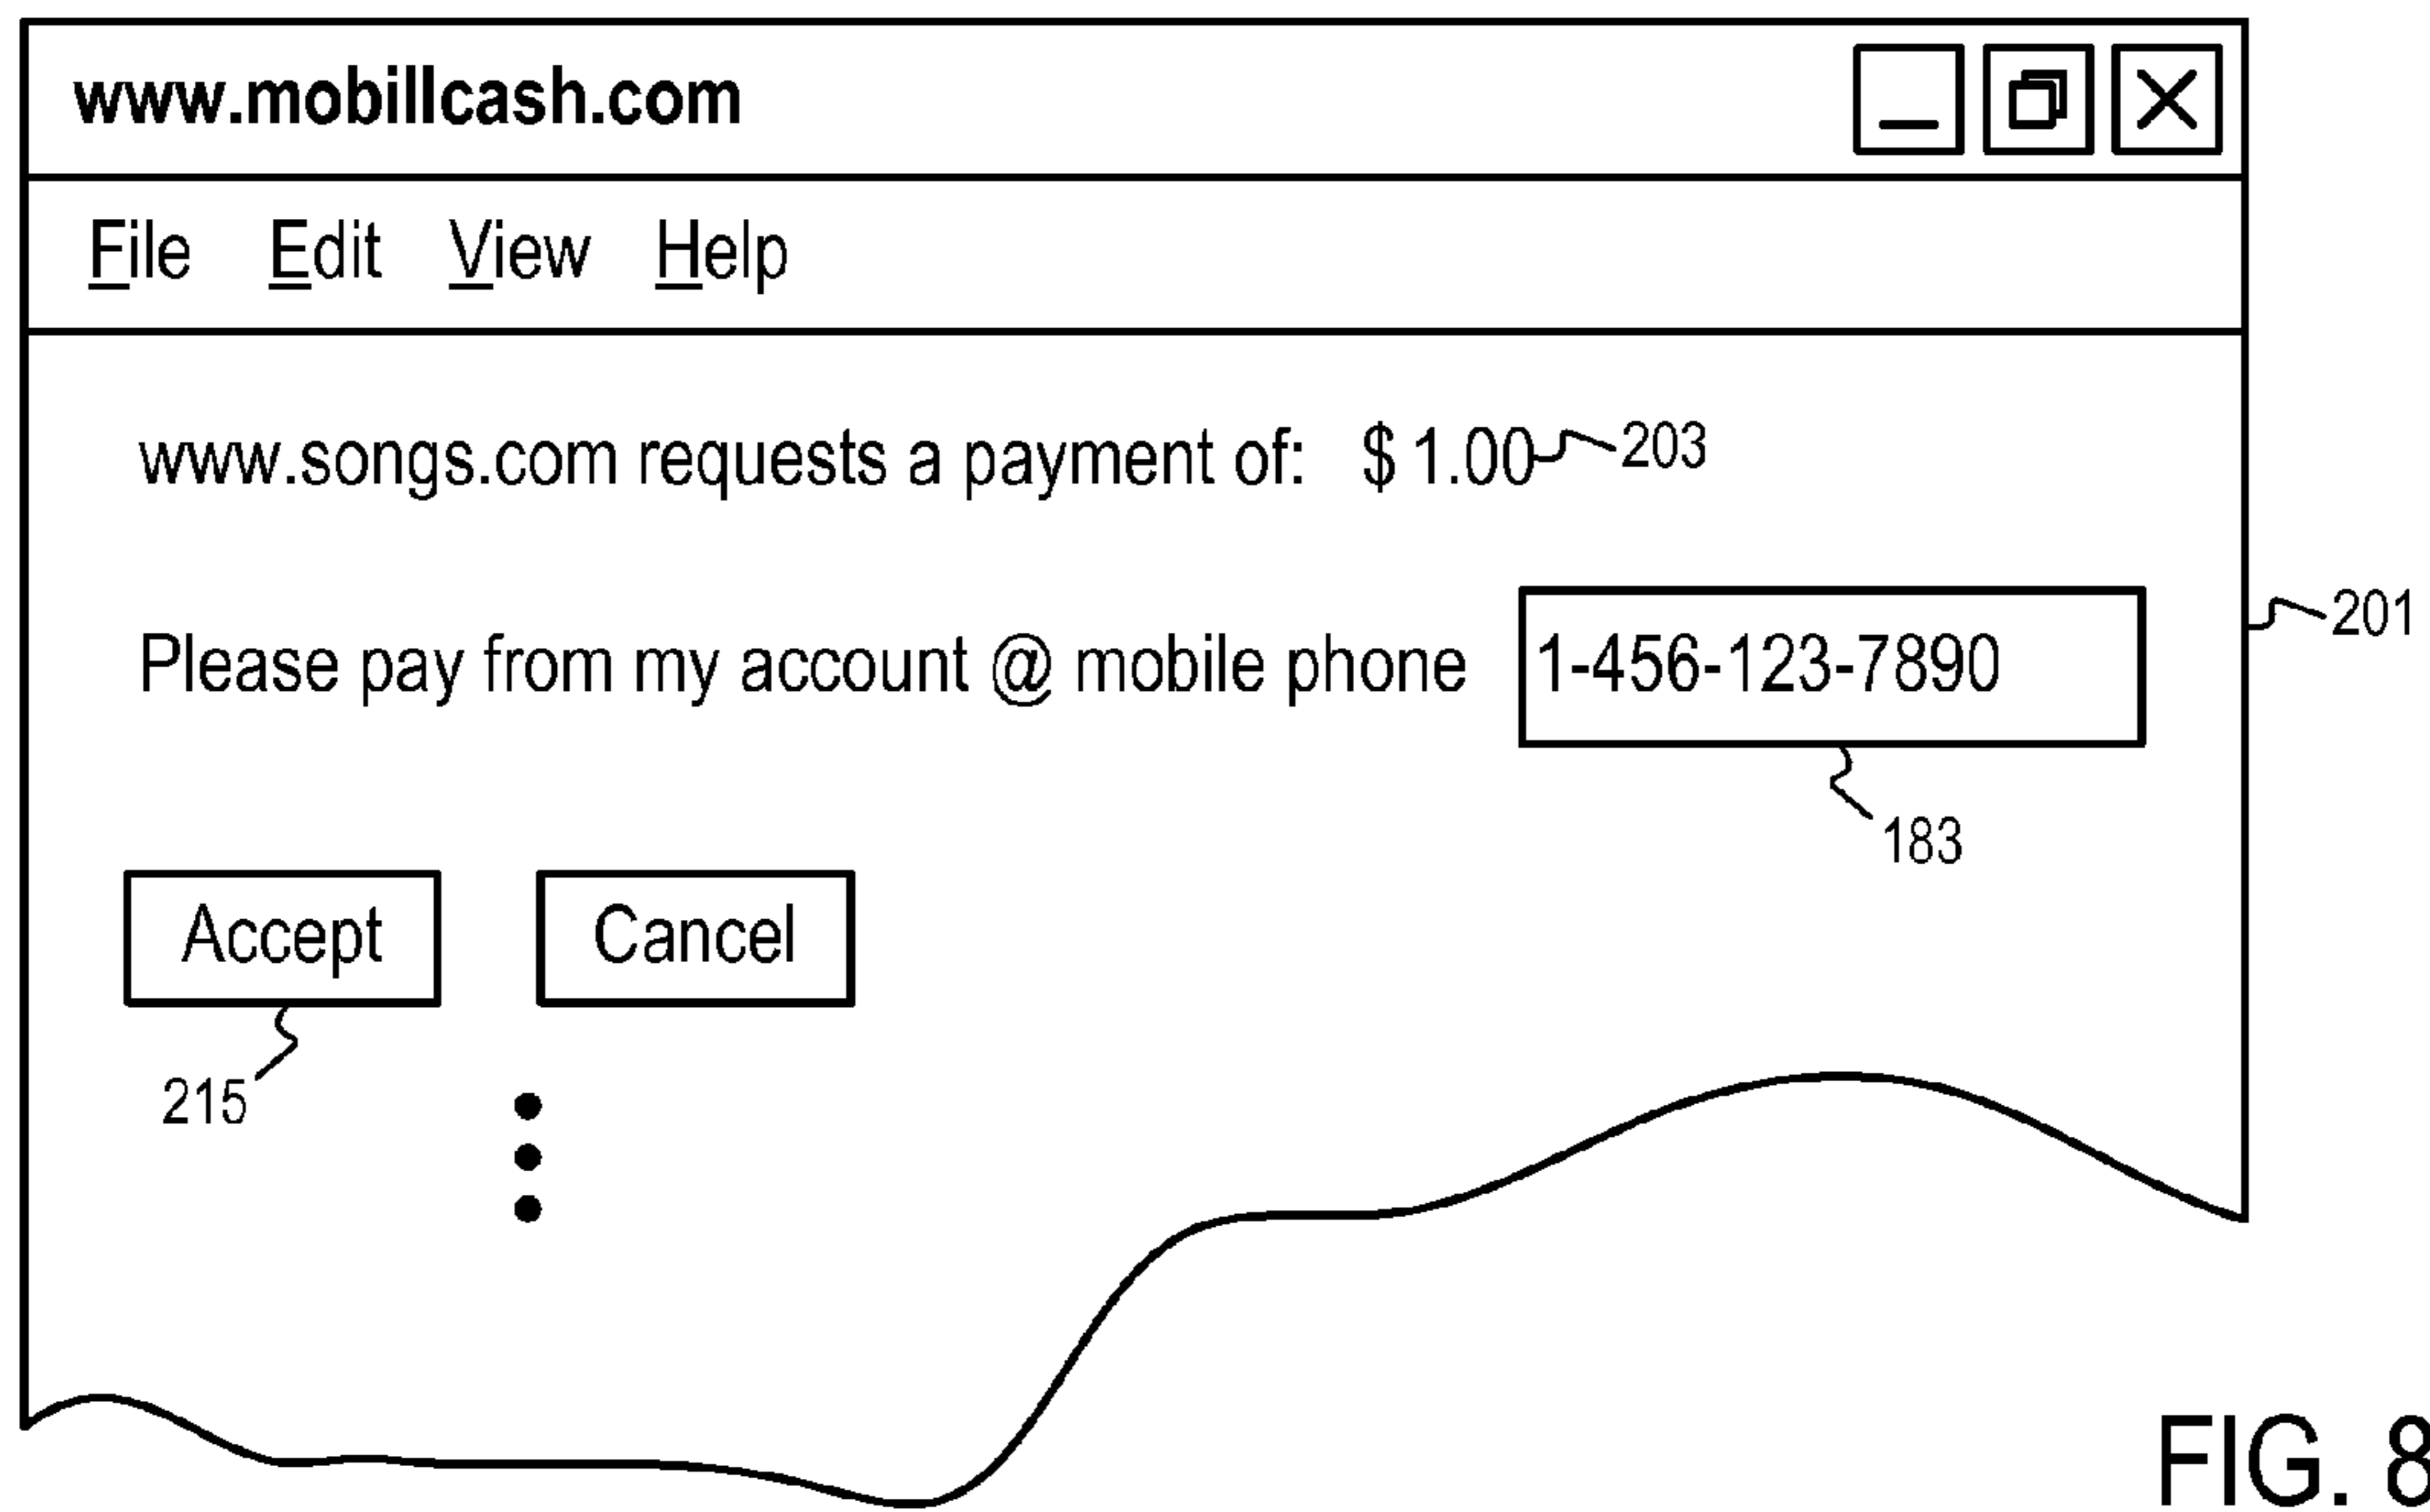 www.mobillcash.com
File Edit View Help
www.songs.com requests a payment of: $ 1.00 203
Please pay from my account @ mobile phone 1-456-123-7890
201
183
Accept Cancel
215
FIG. 8